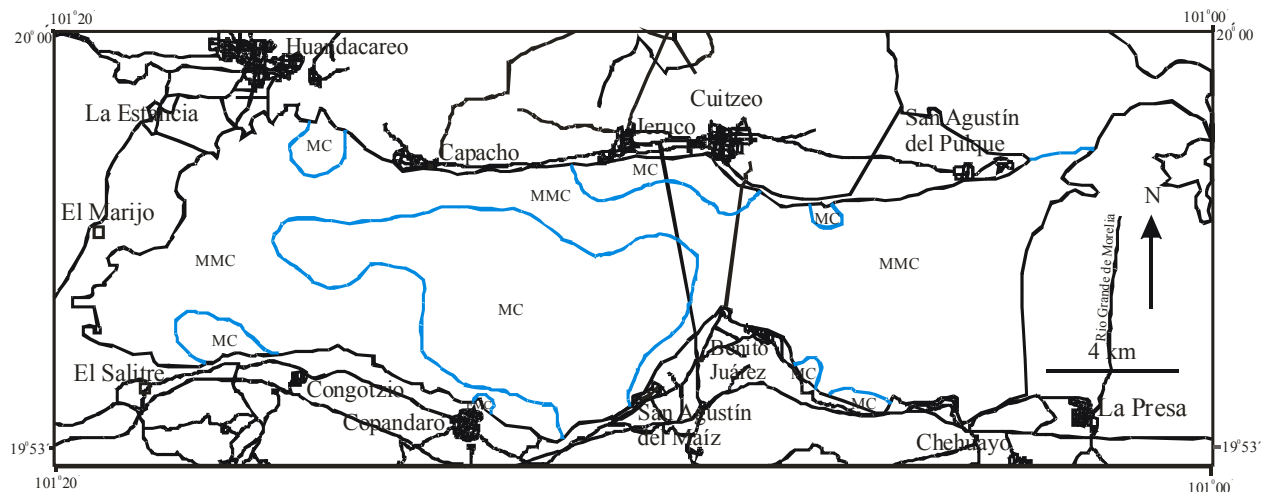 101°20´
101°00´
20°00´
20°00´
Huandacareo
La Estancia
Cuitzeo
Jeruco
San Agustín
del Pulque
MC
Capacho
MC
MMC
N
El Marijo
MC
MMC
MMC
Rio Grande de Morelia
MC
MC
4 km
Benito
Juárez
El Salitre
MC
Congotzio
MC
MC
La Presa
Copandaro
San Agustín
del Maíz
Chehuayo
19°53'
19°53'
101°20
101°00